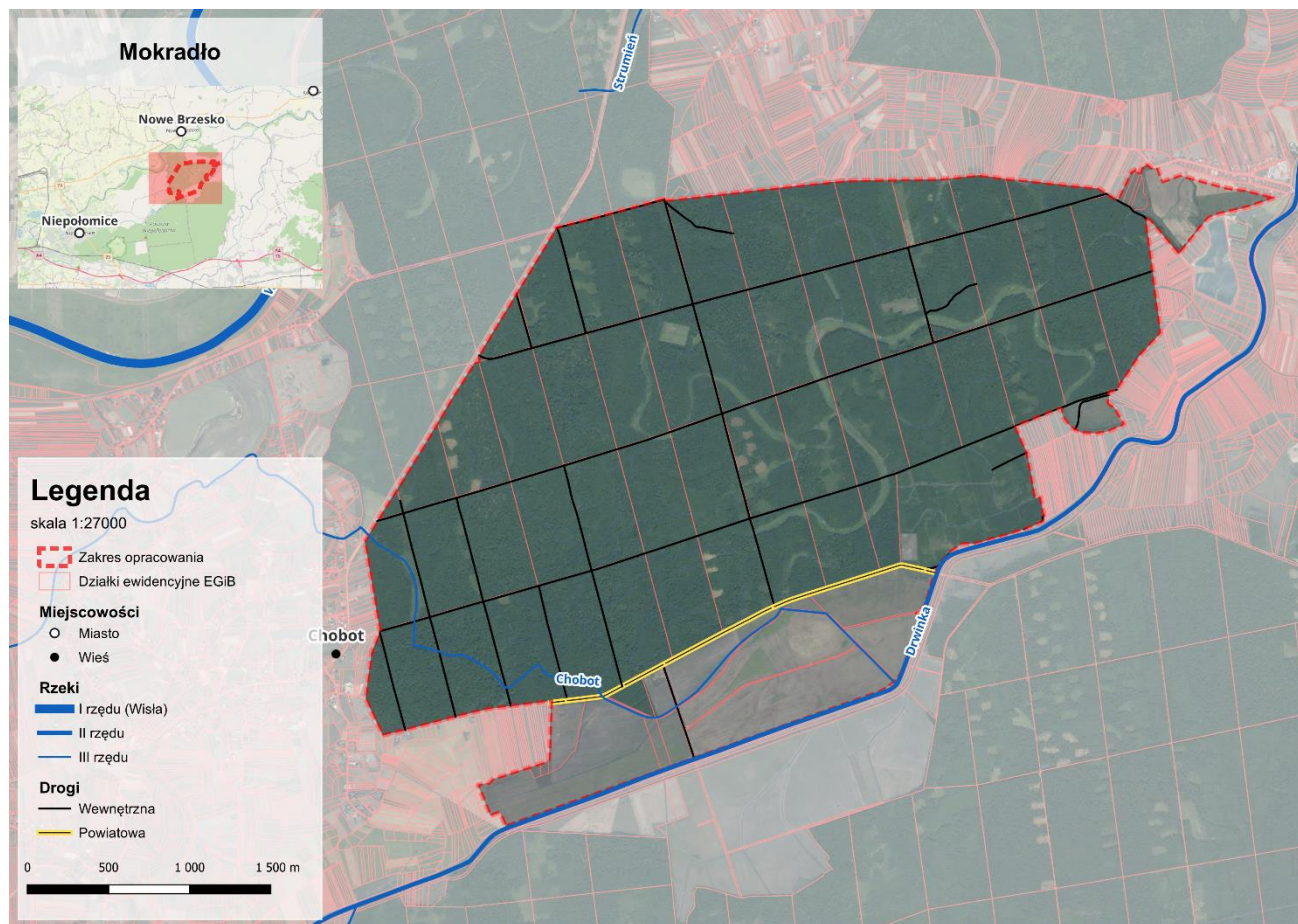 Mokradło
Nowe Brzesko
Niepołomice
Strumień
Legenda
skala 1:27000
Zakres opracowania
Działki ewidencyjne EGiB
Miejscowości
Miasto
Wieś
Rzeki
I rzędu (Wisła)
II rzędu
III rzędu
Drogi
Wewnętrzna
Powiatowa
0 500 1 000 1 500 m
Chobot
Chobot
Drwinka